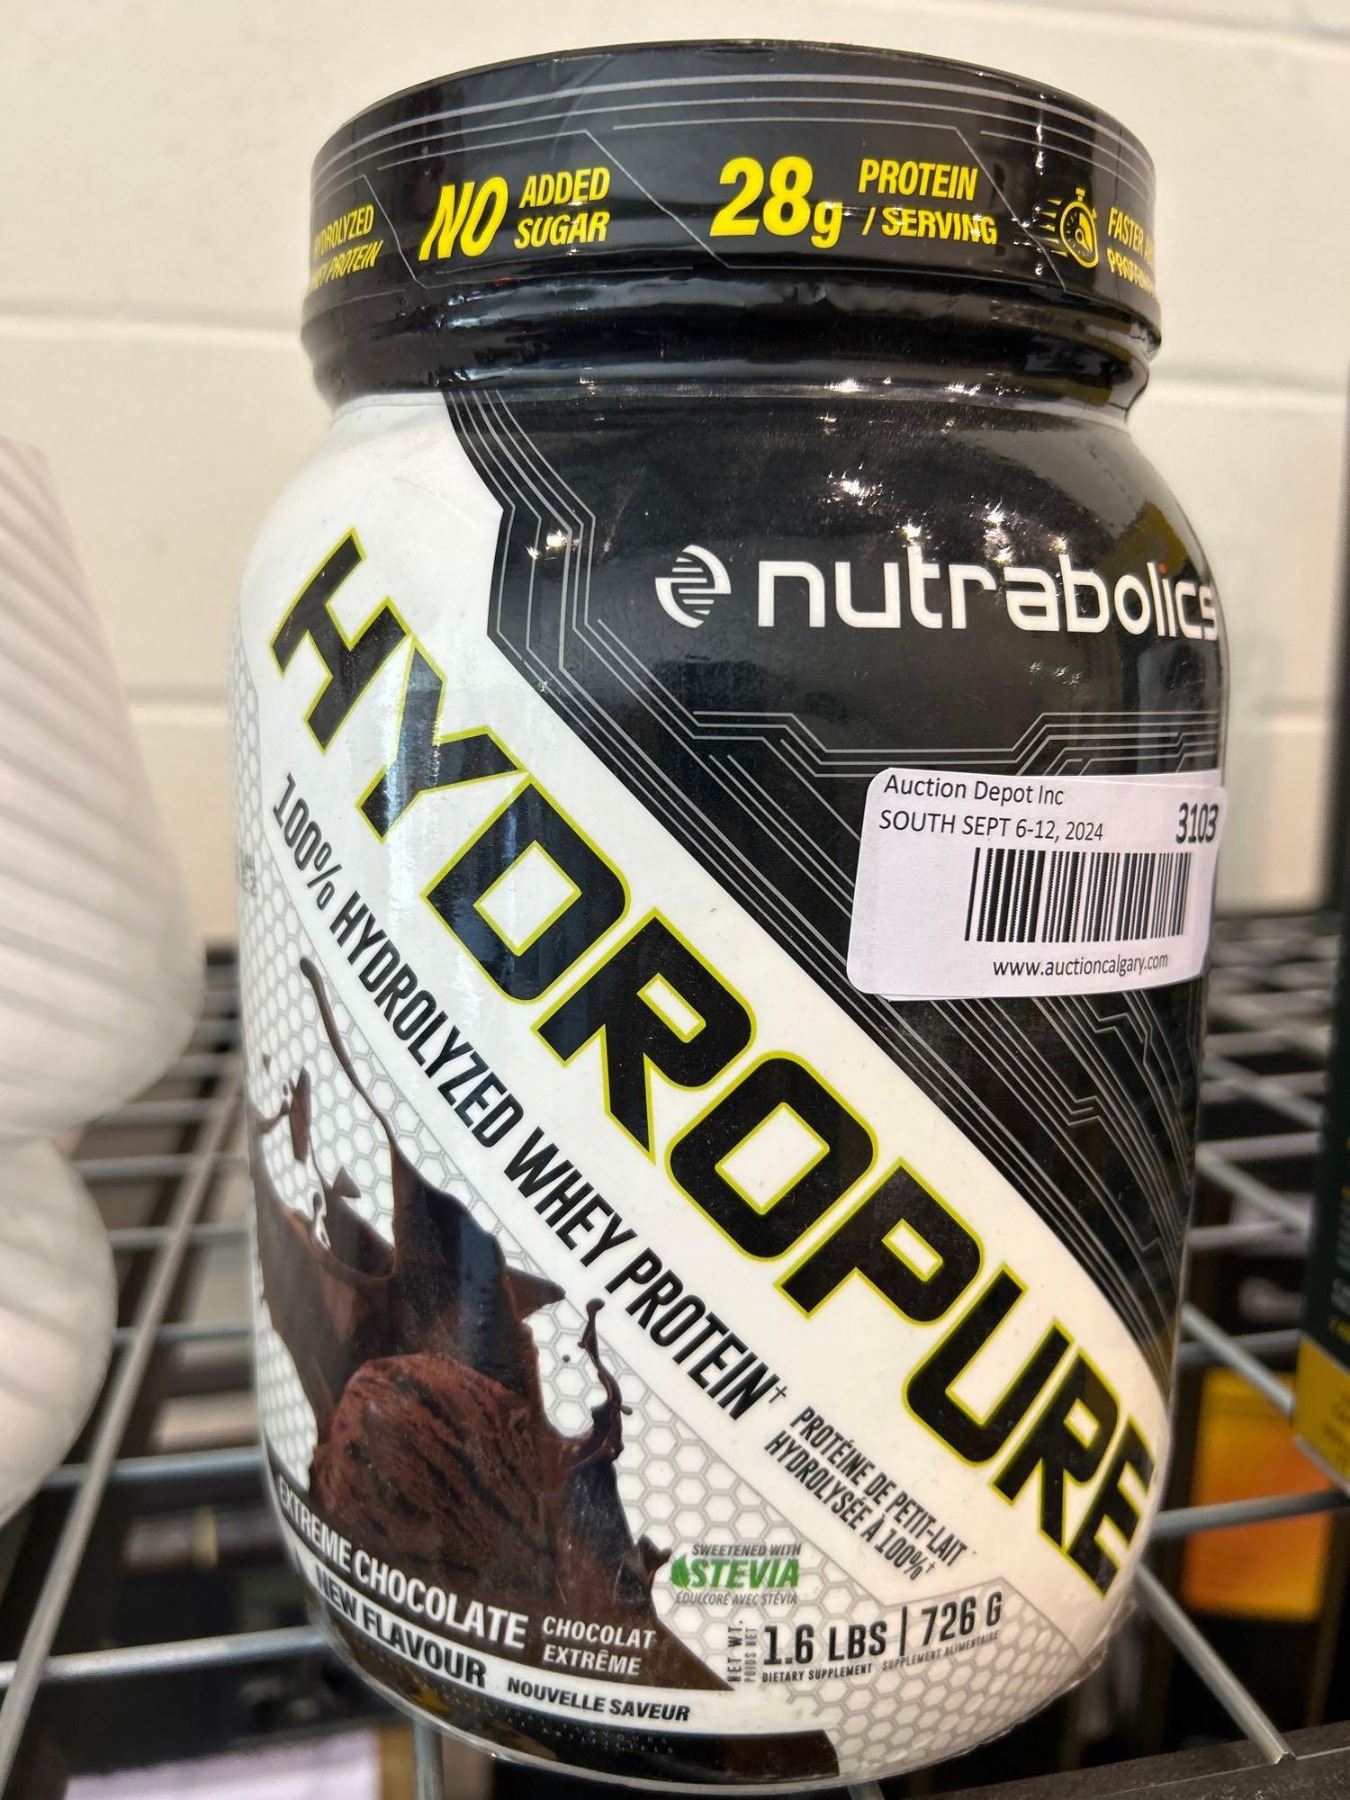 NO ADDED
SUGAR
28g PROTEIN
/ SERVING
FASTER
nutrabolics
Auction Depot Inc
SOUTH SEPT 6-12, 2024
3103
www.auctioncalgary.com
HYDROPURE
100% HYDROLYZED WHEY PROTEIN†
PROTÉINE DE PETIT-LAIT
HYDROLYSÉE À 100%†
SWEETENED WITH
STEVIA
ÉDULCORÉ AVEC STÉVIA
EXTREME CHOCOLATE
CHOCOLAT
EXTRÊME
NEW FLAVOUR
NOUVELLE SAVEUR
NET WT.
POIDS NET
1.6 LBS | 726 G
DIETARY SUPPLEMENT SUPPLÉMENT ALIMENTAIRE